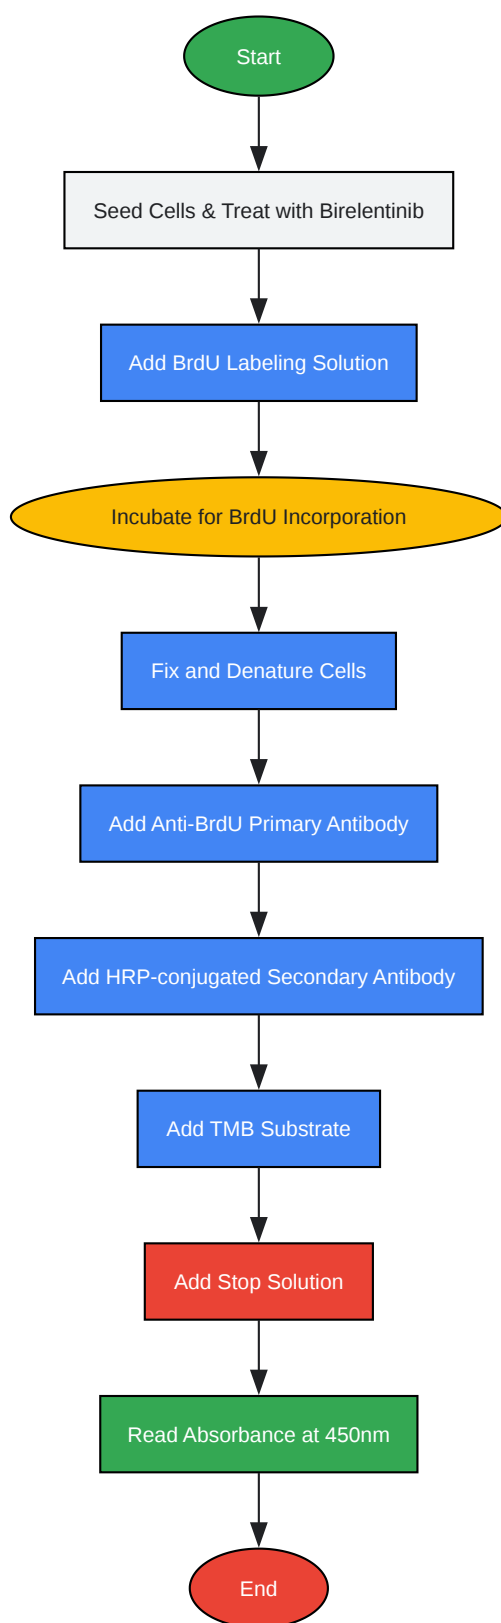 Start
Seed Cells & Treat with Birelentinib
Add BrdU Labeling Solution
Incubate for BrdU Incorporation
Fix and Denature Cells
Add Anti-BrdU Primary Antibody
Add HRP-conjugated Secondary Antibody
Add TMB Substrate
Add Stop Solution
Read Absorbance at 450nm
End